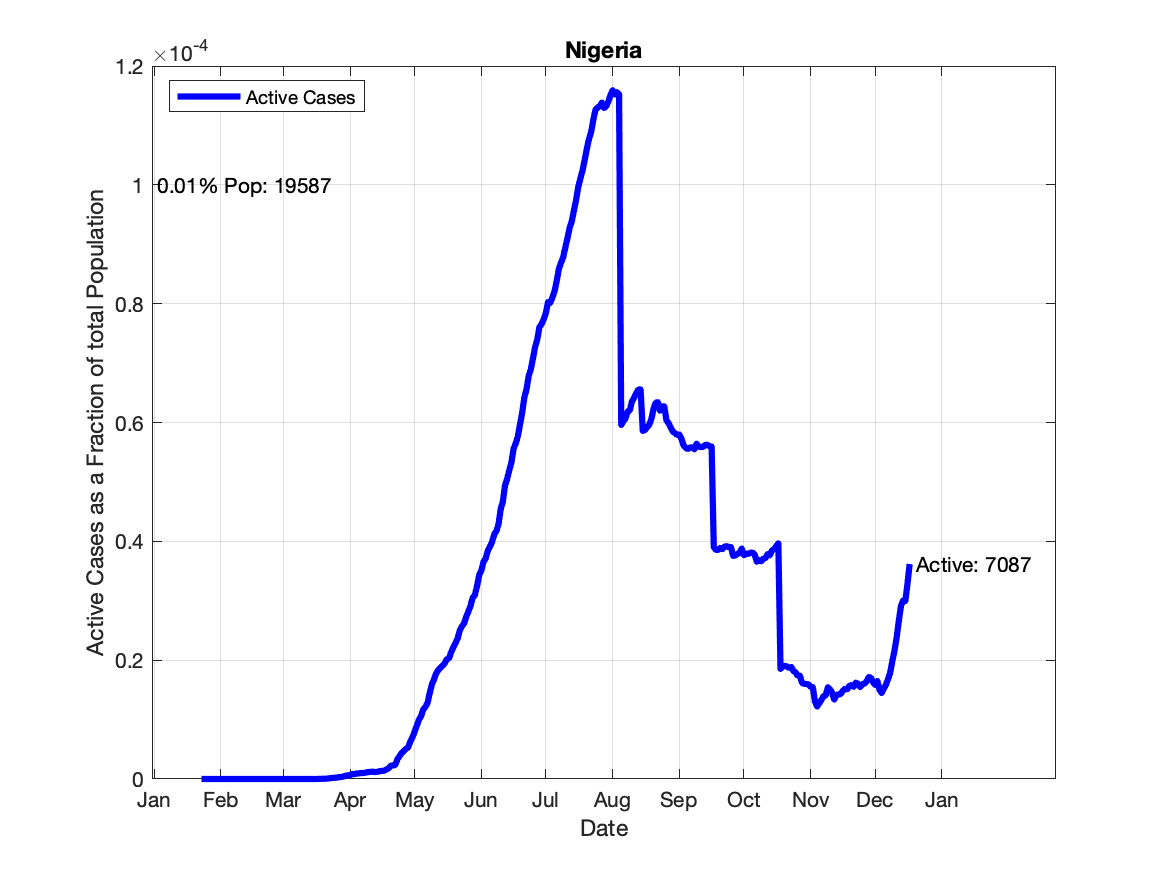 Nigeria
×10-4
1.2
1
0.8
0.6
0.4
0.2
0
Active Cases as a Fraction of total Population
Active Cases
0.01% Pop: 19587
Active: 7087
Jan Feb Mar Apr May Jun Jul Aug Sep Oct Nov Dec Jan
Date